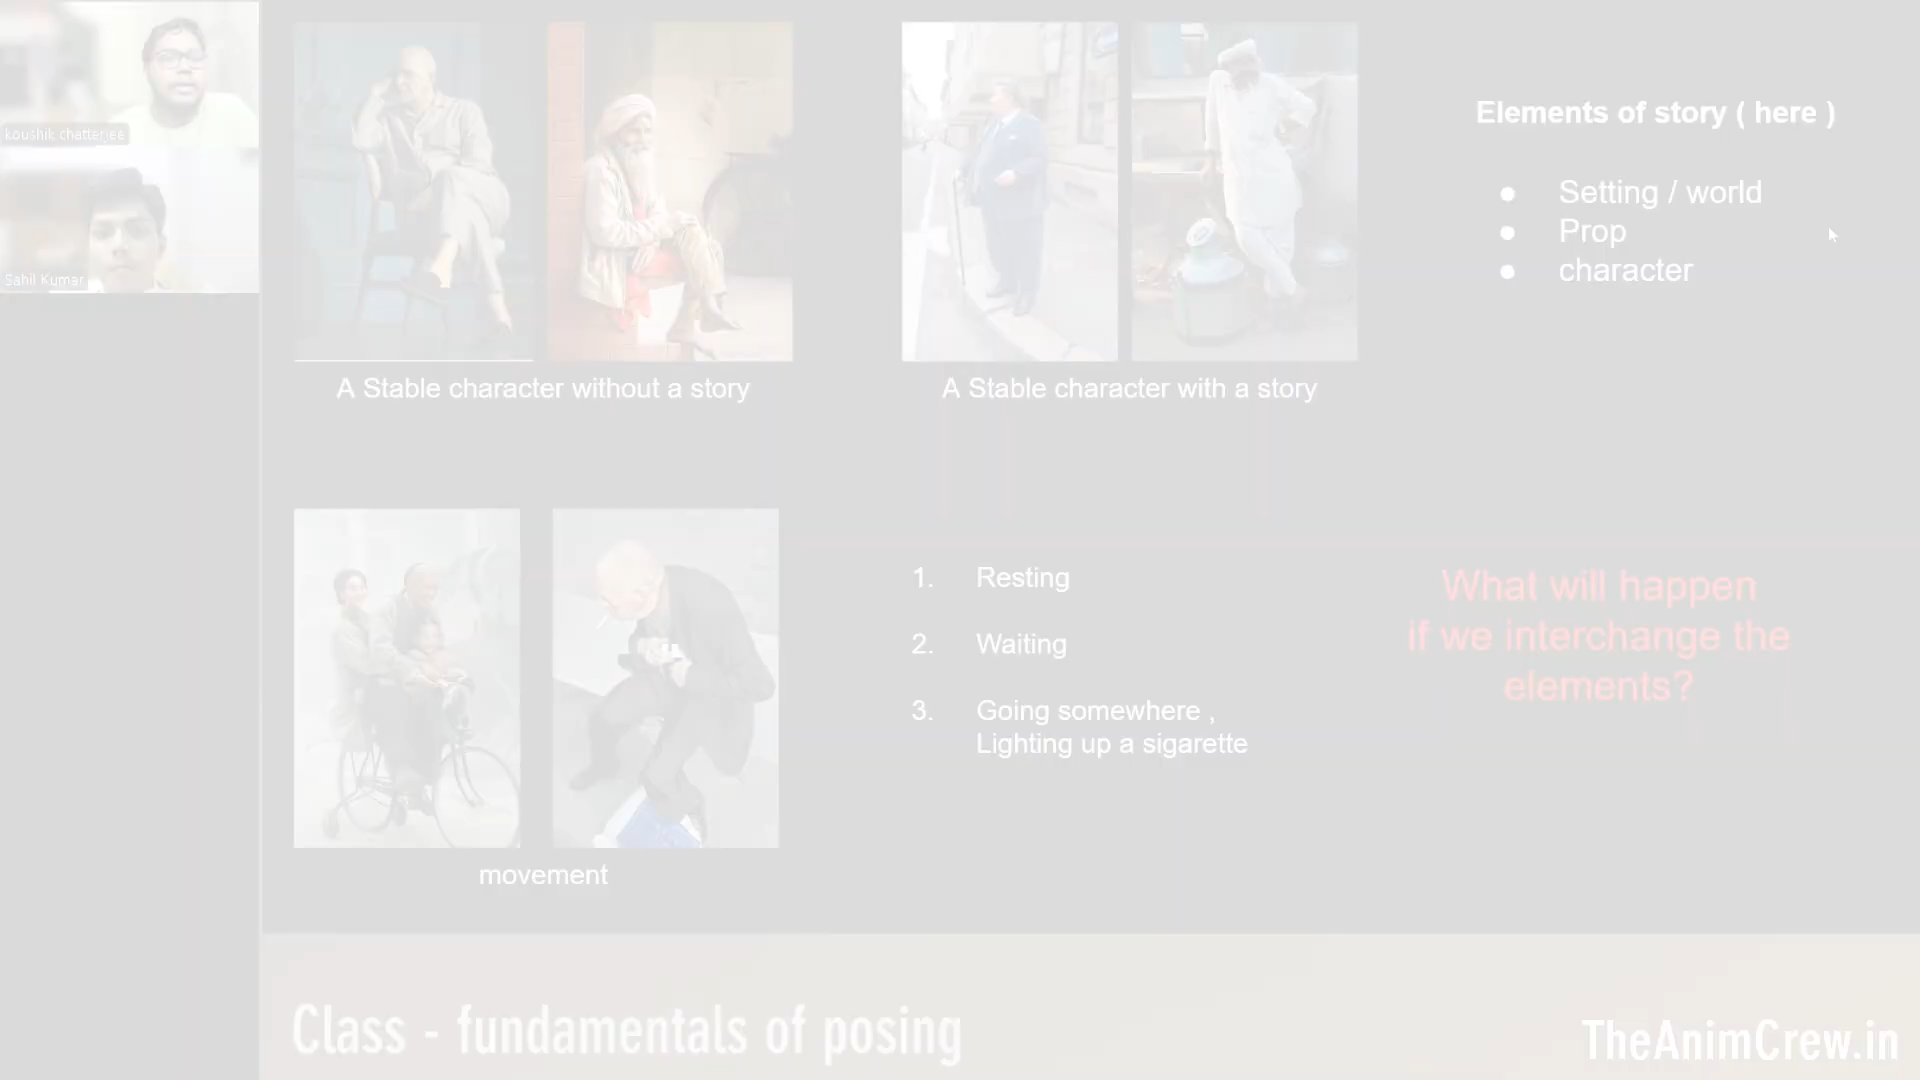 koushik chatterjee
Sahil Kumar
A Stable character without a story
A Stable character with a story
Elements of story ( here )
● Setting / world
● Prop
● character
movement
1. Resting
2. Waiting
3. Going somewhere ,
Lighting up a sigarette
What will happen
if we interchange the
elements?
Class - fundamentals of posing
TheAnimCrew.in